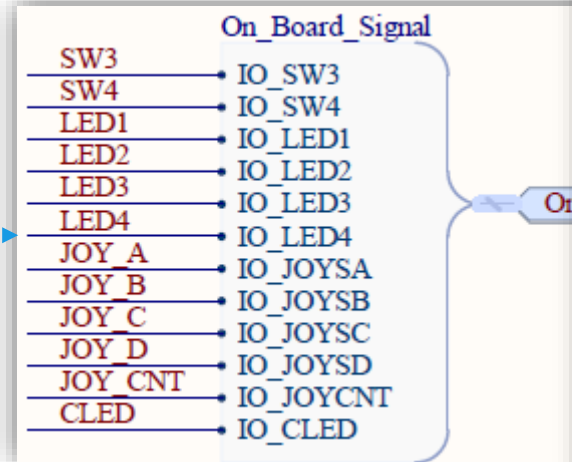 On_Board_Signal
SW3 IO_SW3
SW4 IO_SW4
LED1 IO_LED1
LED2 IO_LED2
LED3 IO_LED3
LED4 IO_LED4
JOY_A IO_JOYSA
JOY_B IO_JOYSB
JOY_C IO_JOYSC
JOY_D IO_JOYSD
JOY_CNT IO_JOYCNT
CLED IO_CLED